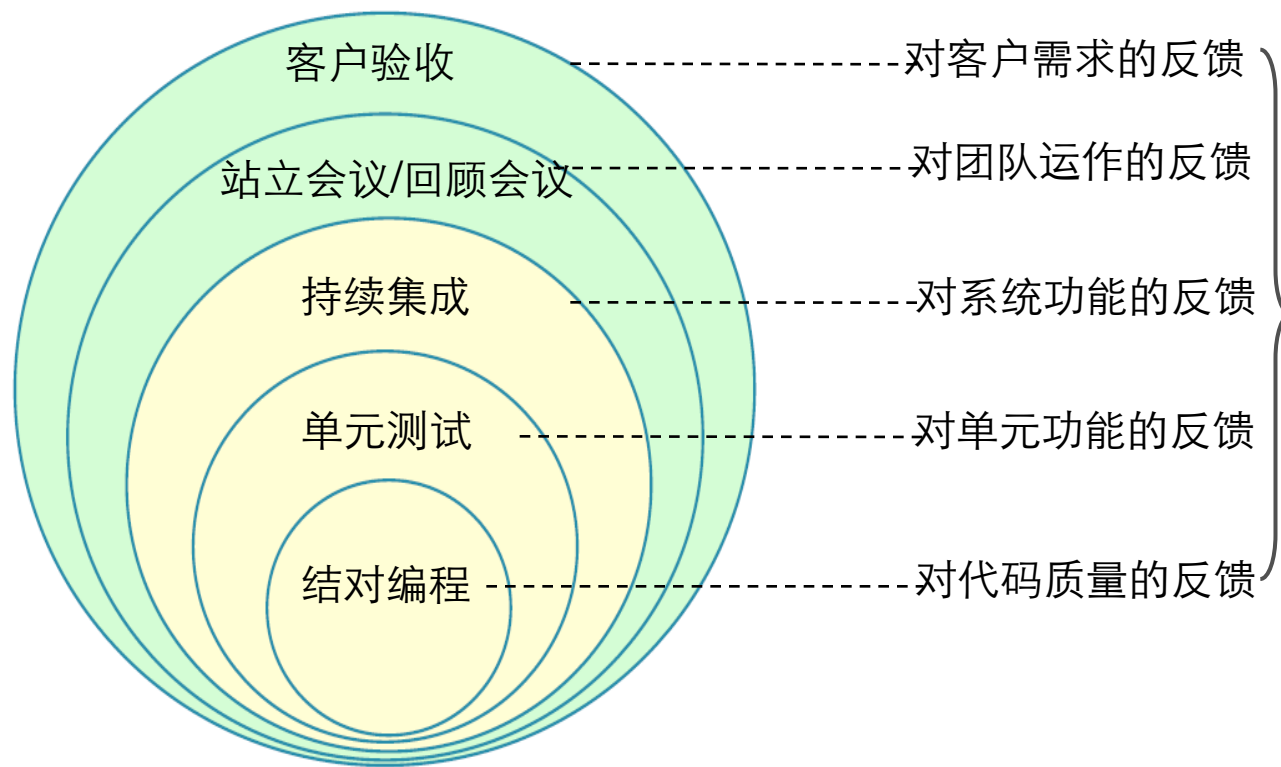 客户验收
对客户需求的反馈
站立会议/回顾会议
对团队运作的反馈
持续集成
对系统功能的反馈
单元测试
对单元功能的反馈
结对编程
对代码质量的反馈